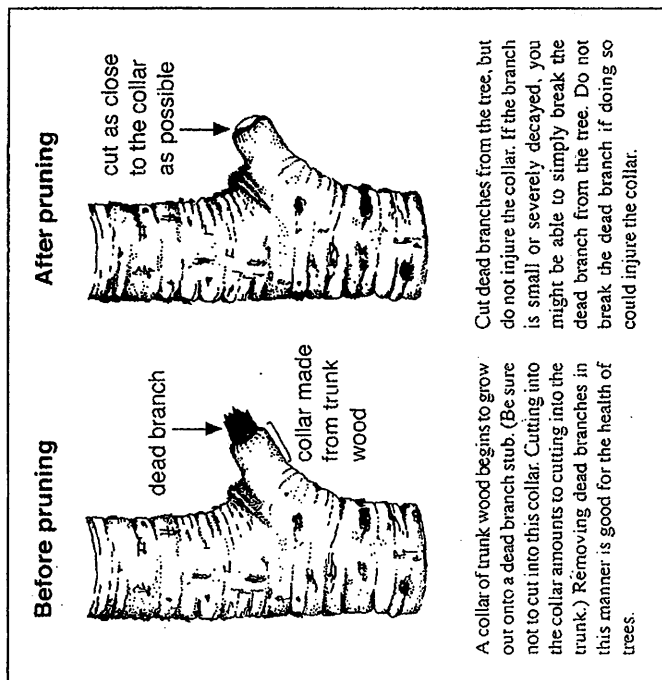 Before pruning
dead branch
collar made
from trunk
wood
A collar of trunk wood begins to grow
out onto a dead branch stub. (Be sure
not to cut into this collar. Cutting into
the collar amounts to cutting into the
trunk.) Removing dead branches in
this manner is good for the health of
trees.
After pruning
cut as close
to the collar
as possible
Cut dead branches from the tree, but
do not injure the collar. If the branch
is small or severely decayed, you
might be able to simply break the
dead branch from the tree. Do not
break the dead branch if doing so
could injure the collar.